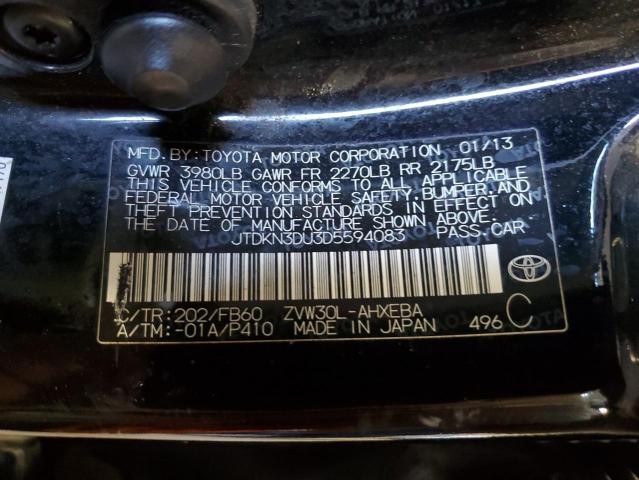 MFD. BY: TOYOTA MOTOR CORPORATION 01/13
GVWR 3980LB GAWR FR 2270LB RR 2175LB
THIS VEHICLE CONFORMS TO ALL APPLICABLE
FEDERAL MOTOR VEHICLE SAFETY, BUMPER, AND
THEFT PREVENTION STANDARDS IN EFFECT ON
THE DATE OF MANUFACTURE SHOWN ABOVE.
JTDKN3DU3D5594083 PASS. CAR
C/TR: 202/FB60 ZVW30L-AHXEBA
A/TM: -01A/P410 MADE IN JAPAN 496 C